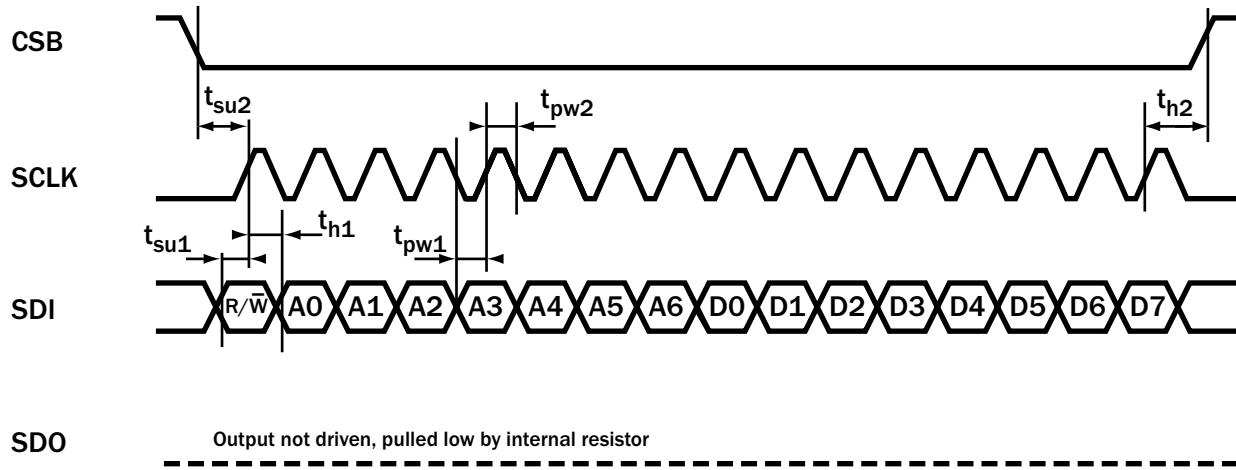 CSB
tsu2
tpw2
th2
SCLK
tsu1
th1
tpw1
SDI
R/W̅ A0 A1 A2 A3 A4 A5 A6 D0 D1 D2 D3 D4 D5 D6 D7
SDO
Output not driven, pulled low by internal resistor